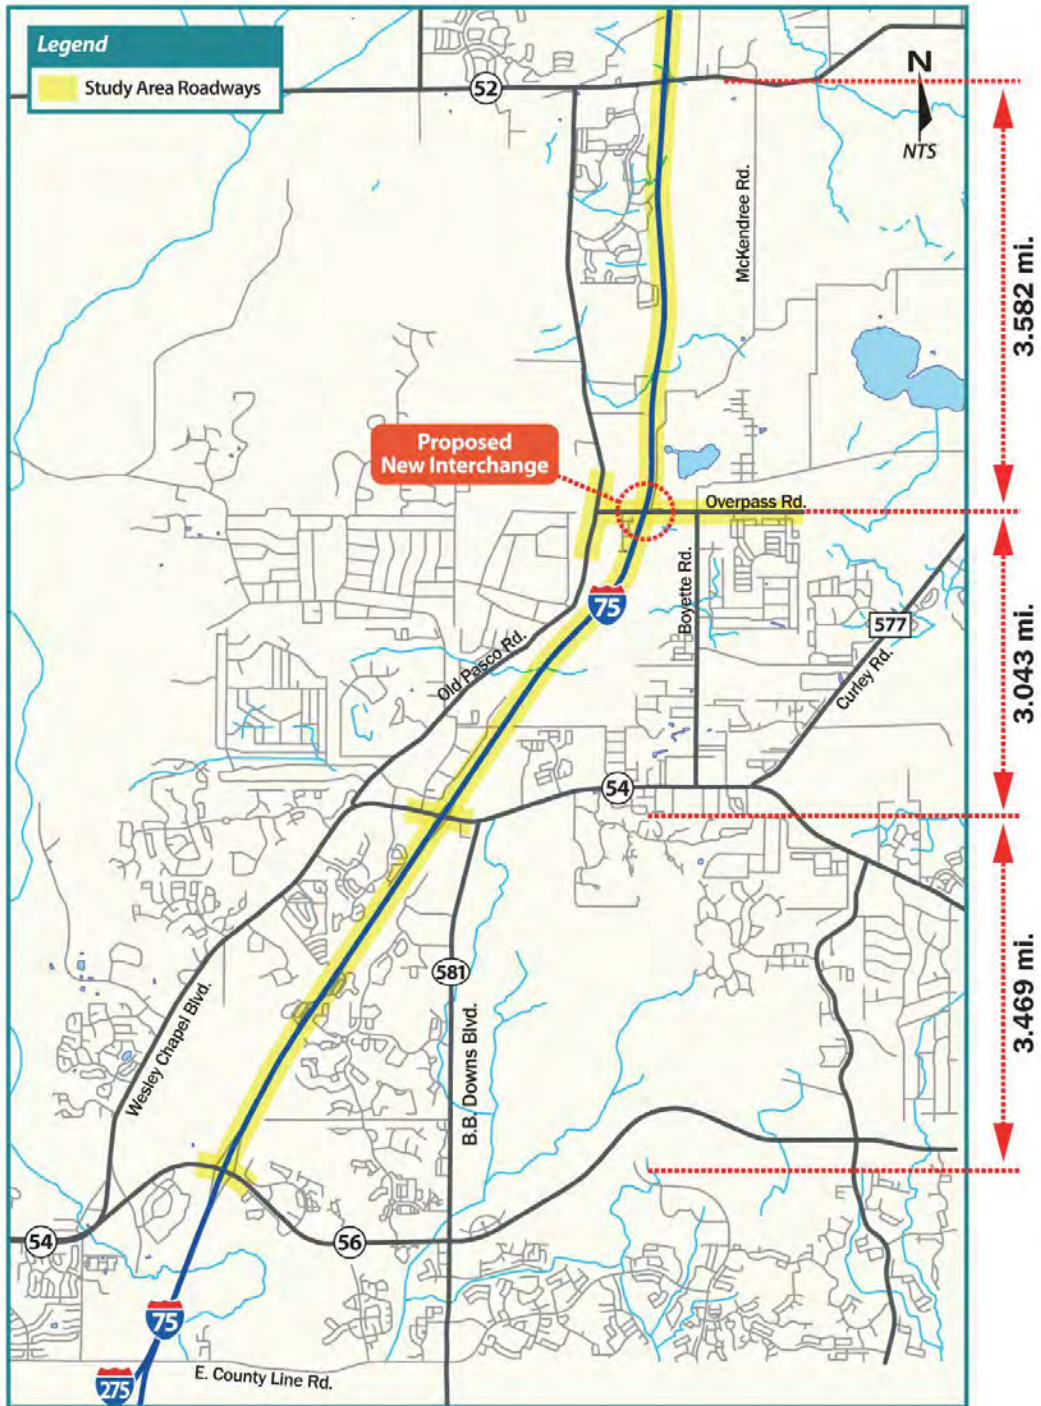 Legend
Study Area Roadways
52
N
NTS
McKendree Rd.
3.582 mi.
Proposed
New Interchange
Overpass Rd.
75
Boyette Rd.
577
Curley Rd.
Old Pasco Rd.
3.043 mi.
54
581
Wesley Chapel Blvd.
B.B. Downs Blvd.
3.469 mi.
54
56
75
275
E. County Line Rd.